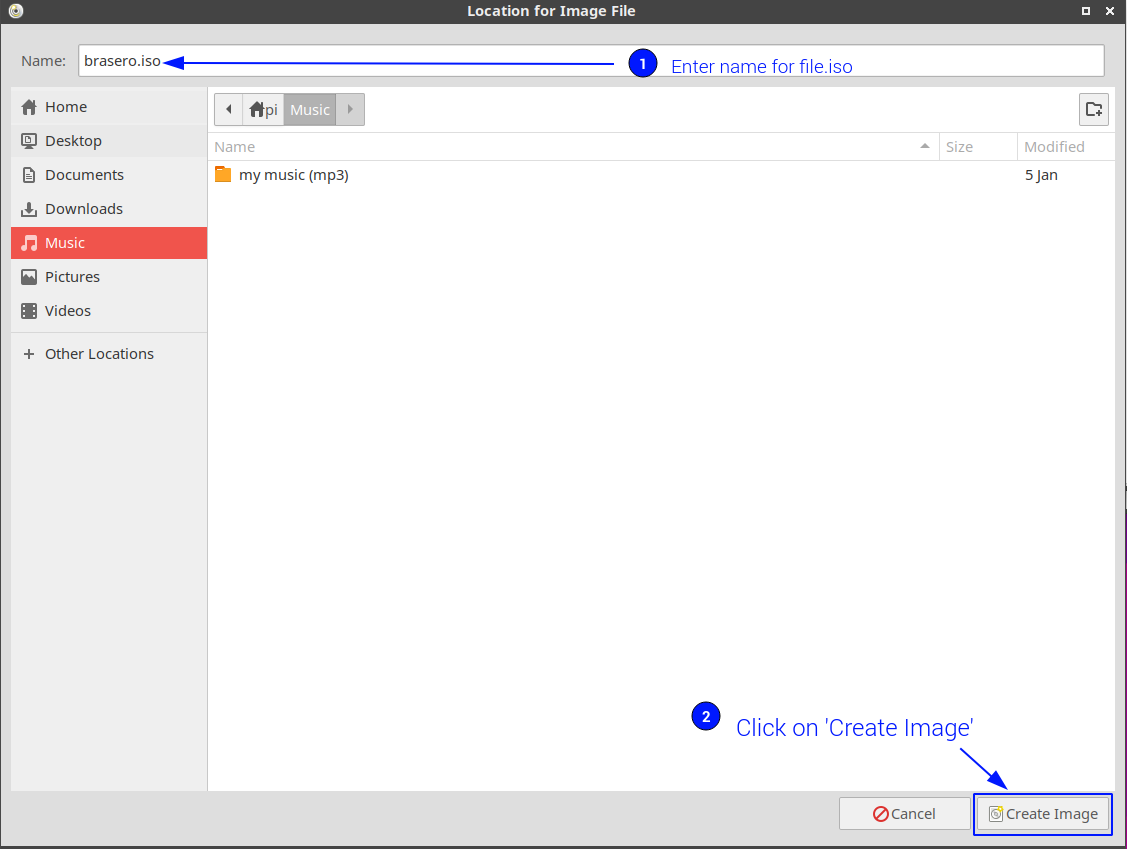 Location for Image File
Name: brasero.iso 1 Enter name for file.iso
Home
Desktop
Documents
Downloads
Music
Pictures
Videos
Other Locations
pi Music
Name Size Modified
my music (mp3) 5 Jan
2 Click on 'Create Image'
Cancel Create Image